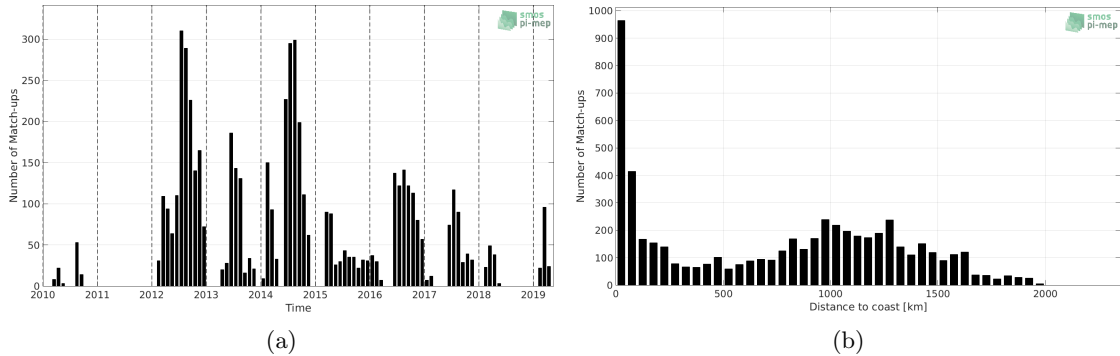 smos
pi-mep
300
250
200
150
100
50
0
Number of Match-ups
2010 2011 2012 2013 2014 2015 2016 2017 2018 2019
Time
(a)
smos
pi-mep
1000
900
800
700
600
500
400
300
200
100
0
Number of Match-ups
0 500 1000 1500 2000
Distance to coast [km]
(b)